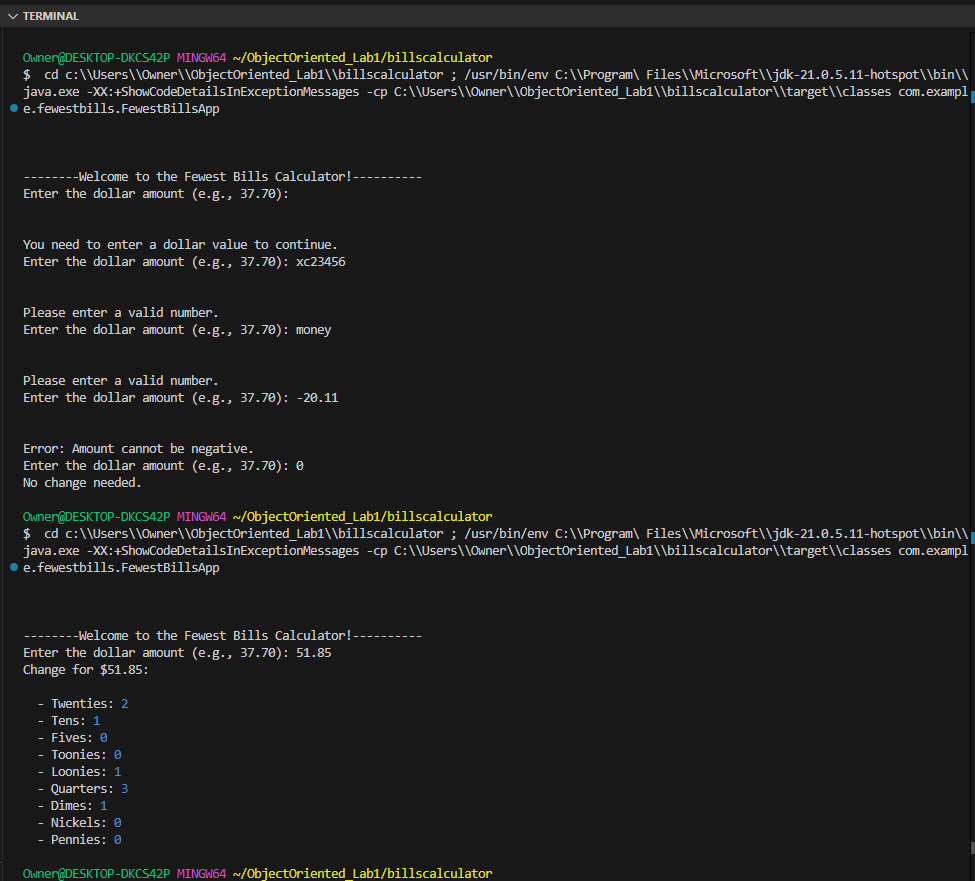 TERMINAL
Owner@DESKTOP-DKCS42P MINGW64 ~/ObjectOriented_Lab1/billscalculator
$  cd c:\\Users\\Owner\\ObjectOriented_Lab1\\billscalculator ; /usr/bin/env C:\\Program\ Files\\Microsoft\\jdk-21.0.5.11-hotspot\\bin\\
java.exe -XX:+ShowCodeDetailsInExceptionMessages -cp C:\\Users\\Owner\\ObjectOriented_Lab1\\billscalculator\\target\\classes com.exampl
e.fewestbills.FewestBillsApp
--------Welcome to the Fewest Bills Calculator!----------
Enter the dollar amount (e.g., 37.70):
You need to enter a dollar value to continue.
Enter the dollar amount (e.g., 37.70): xc23456
Please enter a valid number.
Enter the dollar amount (e.g., 37.70): money
Please enter a valid number.
Enter the dollar amount (e.g., 37.70): -20.11
Error: Amount cannot be negative.
Enter the dollar amount (e.g., 37.70): 0
No change needed.
Owner@DESKTOP-DKCS42P MINGW64 ~/ObjectOriented_Lab1/billscalculator
$  cd c:\\Users\\Owner\\ObjectOriented_Lab1\\billscalculator ; /usr/bin/env C:\\Program\ Files\\Microsoft\\jdk-21.0.5.11-hotspot\\bin\\
java.exe -XX:+ShowCodeDetailsInExceptionMessages -cp C:\\Users\\Owner\\ObjectOriented_Lab1\\billscalculator\\target\\classes com.exampl
e.fewestbills.FewestBillsApp
--------Welcome to the Fewest Bills Calculator!----------
Enter the dollar amount (e.g., 37.70): 51.85
Change for $51.85:
- Twenties: 2
- Tens: 1
- Fives: 0
- Toonies: 0
- Loonies: 1
- Quarters: 3
- Dimes: 1
- Nickels: 0
- Pennies: 0
Owner@DESKTOP-DKCS42P MINGW64 ~/ObjectOriented_Lab1/billscalculator